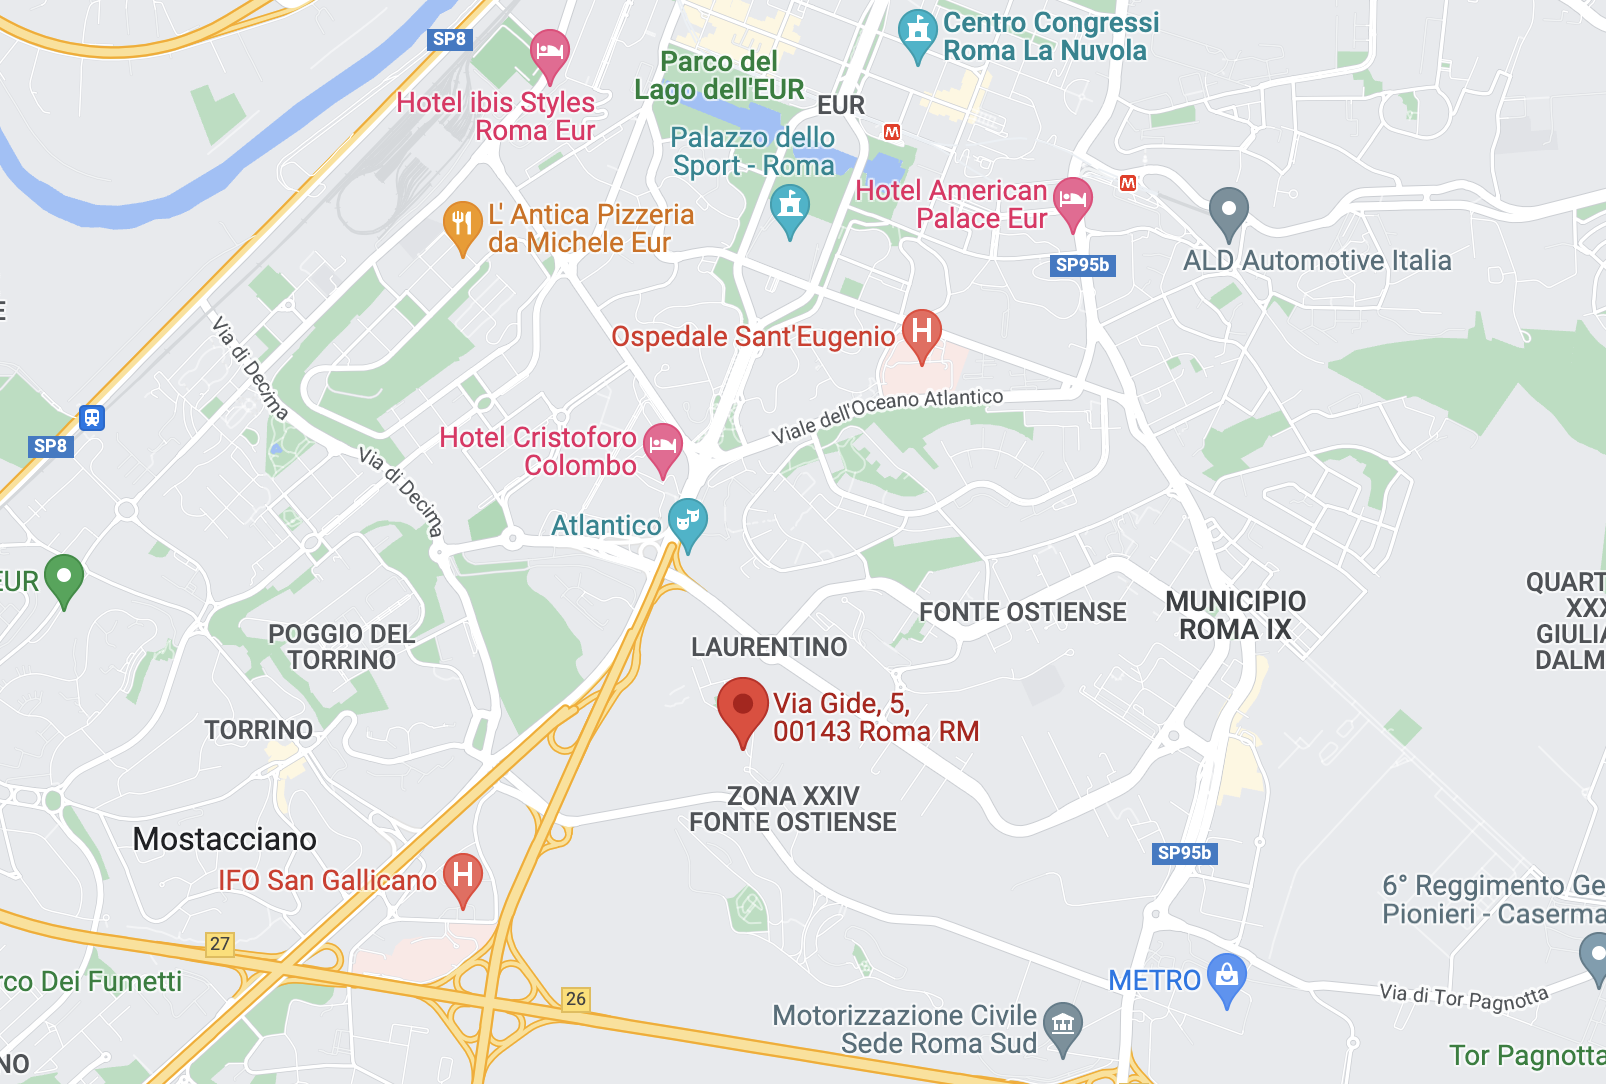 Centro Congressi
Roma La Nuvola
SP8
Parco del
Lago dell'EUR
Hotel ibis Styles
Roma Eur
EUR
M
Palazzo dello
Sport - Roma
Hotel American
Palace Eur
M
L' Antica Pizzeria
da Michele Eur
SP95b
ALD Automotive Italia
E
Via di Decima
Ospedale Sant'Eugenio
H
Viale dell'Oceano Atlantico
Hotel Cristoforo
Colombo
SP8
Via di Decima
Atlantico
EUR
FONTE OSTIENSE
MUNICIPIO
ROMA IX
QUART
XXX
GIULIA
DALM
POGGIO DEL
TORRINO
LAURENTINO
Via Gide, 5,
00143 Roma RM
TORRINO
ZONA XXIV
FONTE OSTIENSE
Mostacciano
SP95b
IFO San Gallicano
H
6° Reggimento Ge
Pionieri - Caserma
27
rco Dei Fumetti
METRO
26
Via di Tor Pagnotta
Motorizzazione Civile
Sede Roma Sud
NO
Tor Pagnotta